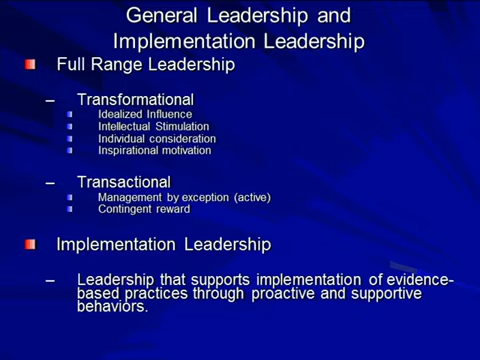 General Leadership and
Implementation Leadership
Full Range Leadership
– Transformational
Idealized Influence
Intellectual Stimulation
Individual consideration
Inspirational motivation
– Transactional
Management by exception (active)
Contingent reward
Implementation Leadership
– Leadership that supports implementation of evidence-
based practices through proactive and supportive
behaviors.